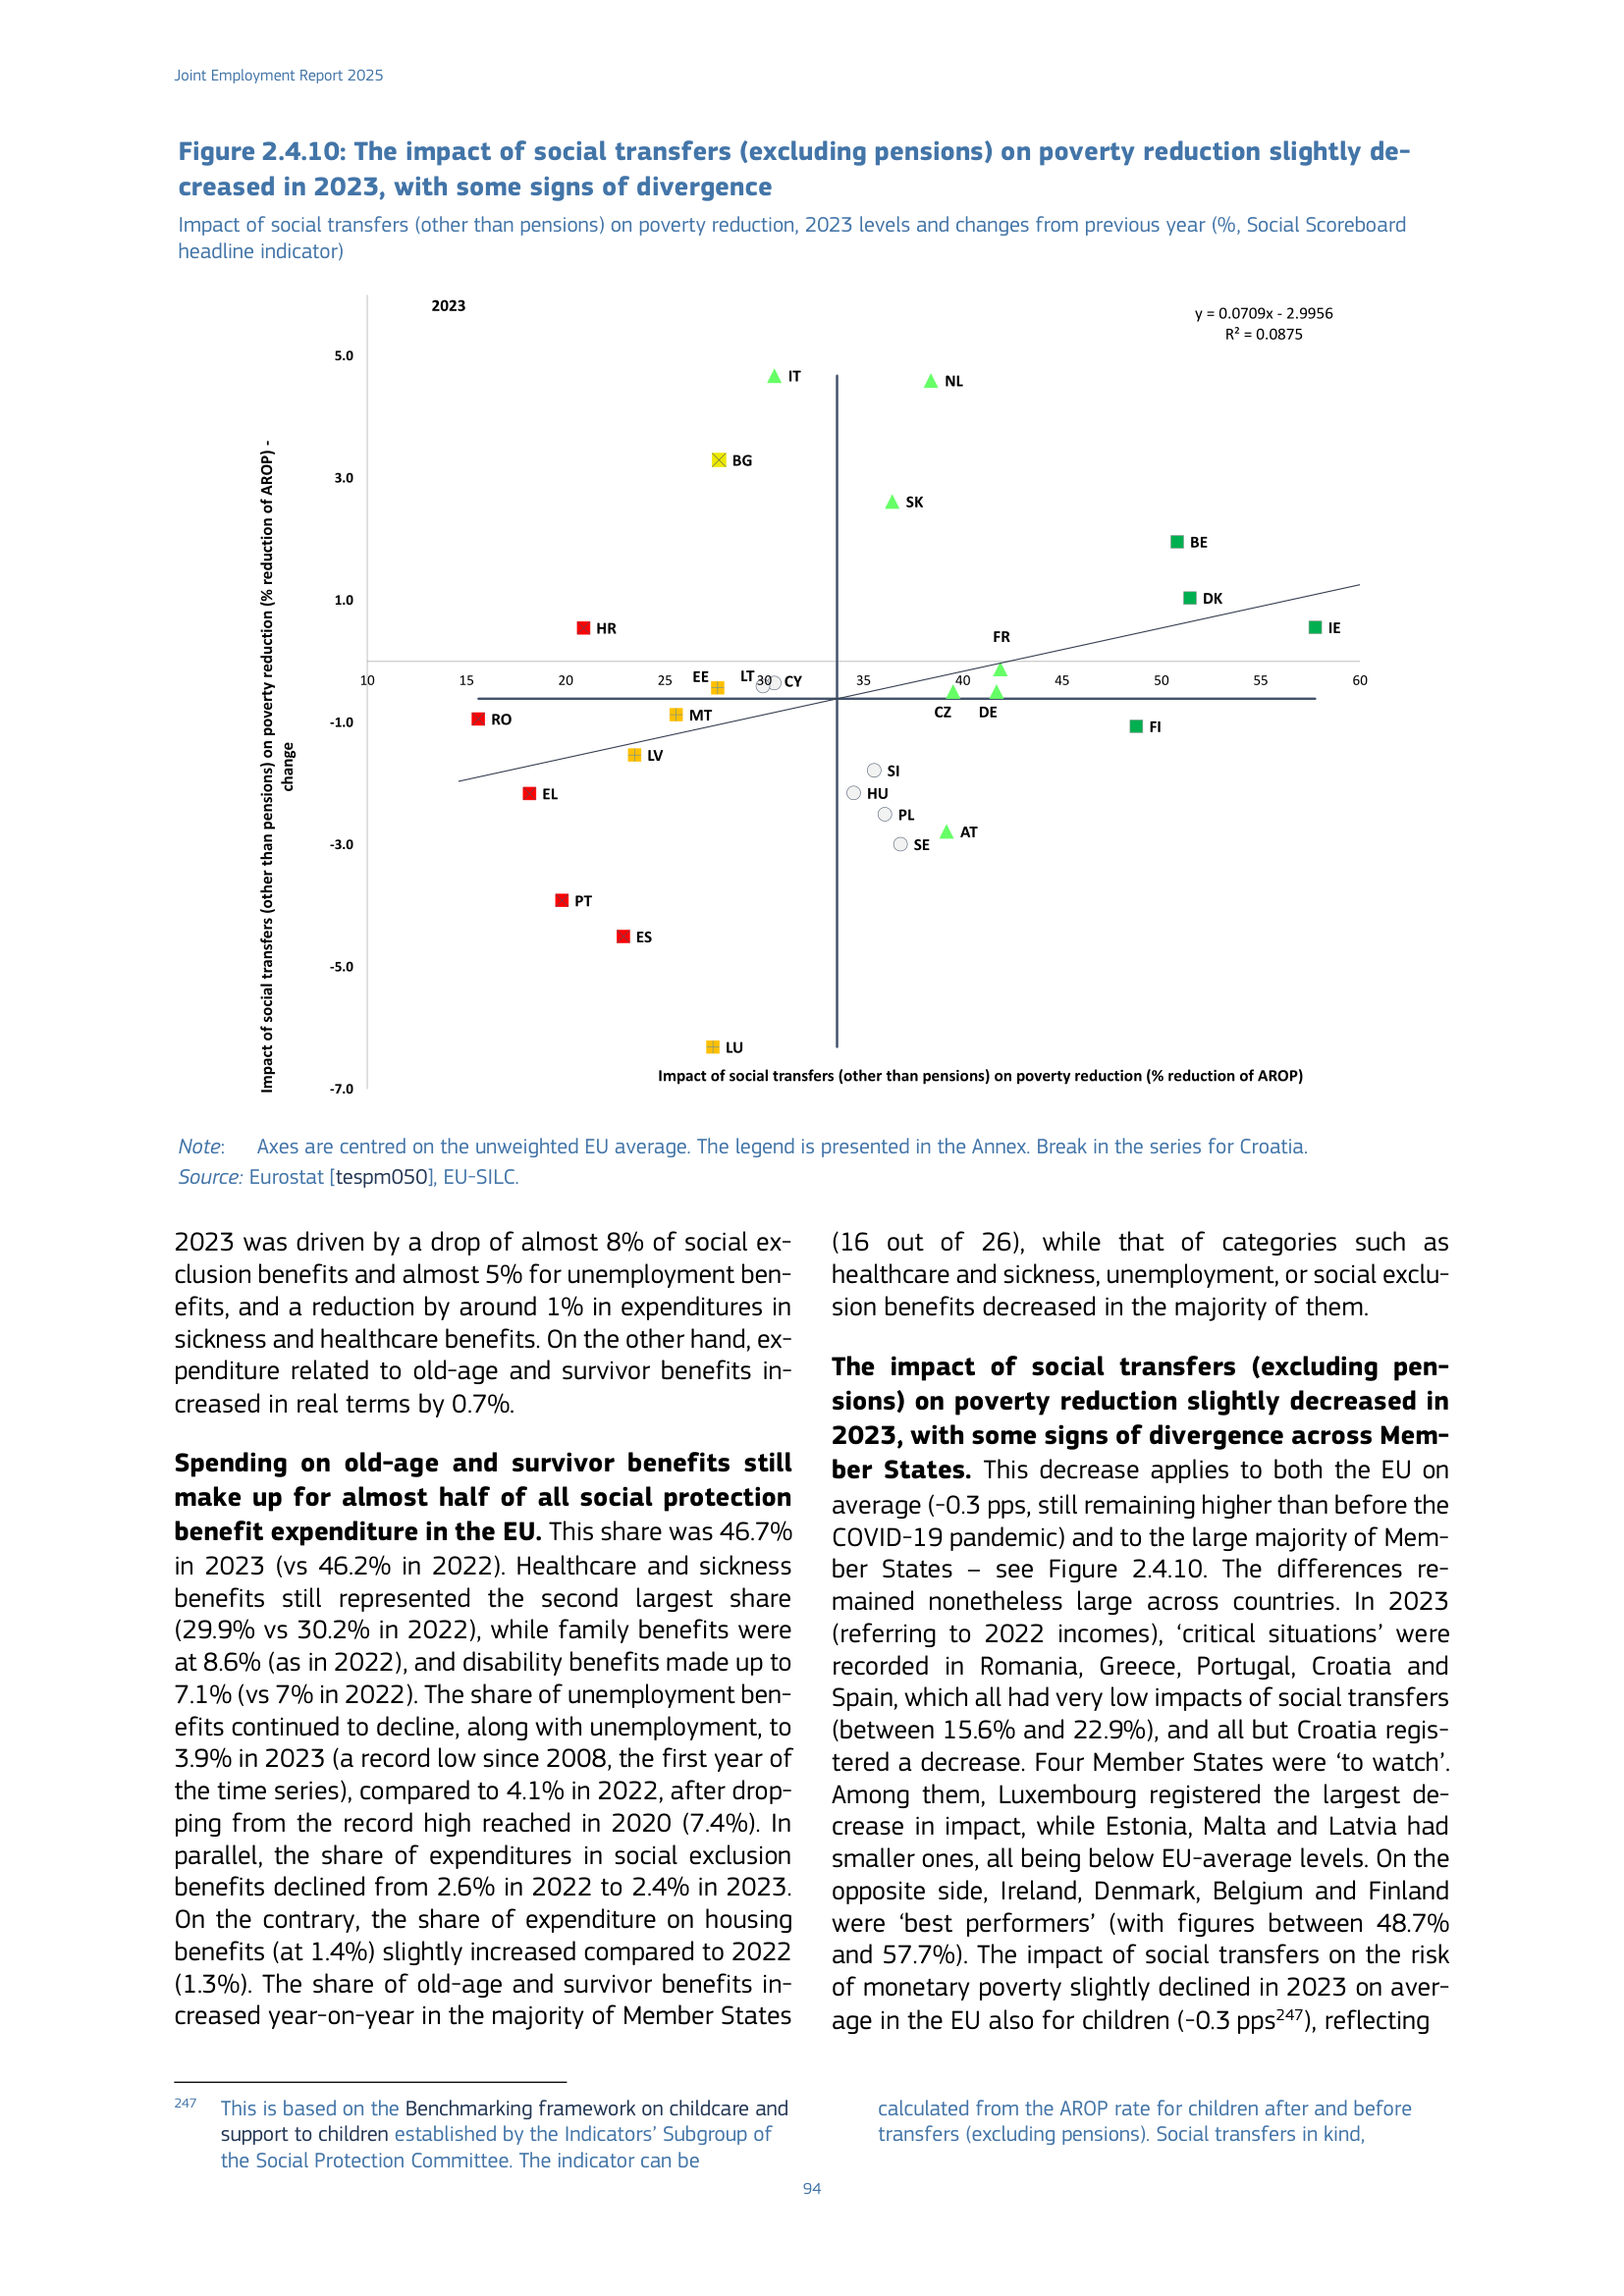 Joint Employment Report 2025
Figure 2.4.10: The impact of social transfers (excluding pensions) on poverty reduction slightly de-
creased in 2023, with some signs of divergence
Impact of social transfers (other than pensions) on poverty reduction, 2023 levels and changes from previous year (%, Social Scoreboard
headline indicator)
2023
y = 0.0709x - 2.9956
R² = 0.0875
Impact of social transfers (other than pensions) on poverty reduction (% reduction of AROP) -
change
5.0
3.0
1.0
-1.0
-3.0
-5.0
-7.0
10
15
20
25
30
35
40
45
50
55
60
IT
NL
BG
SK
BE
DK
HR
IE
FR
EE
LT
CY
CZ
DE
RO
MT
FI
LV
SI
EL
HU
PL
AT
SE
PT
ES
LU
Impact of social transfers (other than pensions) on poverty reduction (% reduction of AROP)
Note: Axes are centred on the unweighted EU average. The legend is presented in the Annex. Break in the series for Croatia.
Source: Eurostat [tespm050], EU-SILC.
2023 was driven by a drop of almost 8% of social ex-
clusion benefits and almost 5% for unemployment ben-
efits, and a reduction by around 1% in expenditures in
sickness and healthcare benefits. On the other hand, ex-
penditure related to old-age and survivor benefits in-
creased in real terms by 0.7%.
Spending on old-age and survivor benefits still
make up for almost half of all social protection
benefit expenditure in the EU. This share was 46.7%
in 2023 (vs 46.2% in 2022). Healthcare and sickness
benefits still represented the second largest share
(29.9% vs 30.2% in 2022), while family benefits were
at 8.6% (as in 2022), and disability benefits made up to
7.1% (vs 7% in 2022). The share of unemployment ben-
efits continued to decline, along with unemployment, to
3.9% in 2023 (a record low since 2008, the first year of
the time series), compared to 4.1% in 2022, after drop-
ping from the record high reached in 2020 (7.4%). In
parallel, the share of expenditures in social exclusion
benefits declined from 2.6% in 2022 to 2.4% in 2023.
On the contrary, the share of expenditure on housing
benefits (at 1.4%) slightly increased compared to 2022
(1.3%). The share of old-age and survivor benefits in-
creased year-on-year in the majority of Member States
(16 out of 26), while that of categories such as
healthcare and sickness, unemployment, or social exclu-
sion benefits decreased in the majority of them.
The impact of social transfers (excluding pen-
sions) on poverty reduction slightly decreased in
2023, with some signs of divergence across Mem-
ber States. This decrease applies to both the EU on
average (-0.3 pps, still remaining higher than before the
COVID-19 pandemic) and to the large majority of Mem-
ber States – see Figure 2.4.10. The differences re-
mained nonetheless large across countries. In 2023
(referring to 2022 incomes), ‘critical situations’ were
recorded in Romania, Greece, Portugal, Croatia and
Spain, which all had very low impacts of social transfers
(between 15.6% and 22.9%), and all but Croatia regis-
tered a decrease. Four Member States were ‘to watch’.
Among them, Luxembourg registered the largest de-
crease in impact, while Estonia, Malta and Latvia had
smaller ones, all being below EU-average levels. On the
opposite side, Ireland, Denmark, Belgium and Finland
were ‘best performers’ (with figures between 48.7%
and 57.7%). The impact of social transfers on the risk
of monetary poverty slightly declined in 2023 on aver-
age in the EU also for children (-0.3 pps²⁴⁷), reflecting
247 This is based on the Benchmarking framework on childcare and
support to children established by the Indicators’ Subgroup of
the Social Protection Committee. The indicator can be
calculated from the AROP rate for children after and before
transfers (excluding pensions). Social transfers in kind,
94